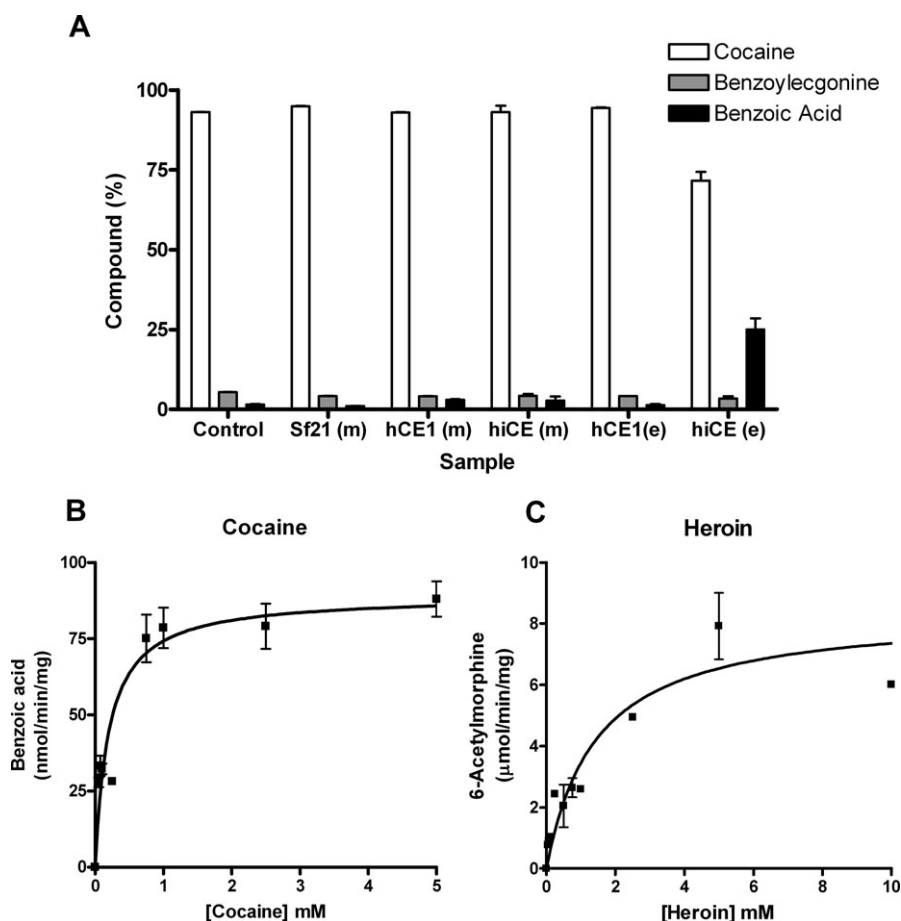 A
Cocaine
Benzoylecgonine
Benzoic Acid
Compound (%)
100
75
50
25
0
Control Sf21 (m) hCE1 (m) hiCE (m) hCE1(e) hiCE (e)
Sample
B
Cocaine
Benzoic acid
(nmol/min/mg)
100
75
50
25
0
0 1 2 3 4 5
[Cocaine] mM
C
Heroin
6-Acetylmorphine
(μmol/min/mg)
10
8
6
4
2
0
0 2 4 6 8 10
[Heroin] mM